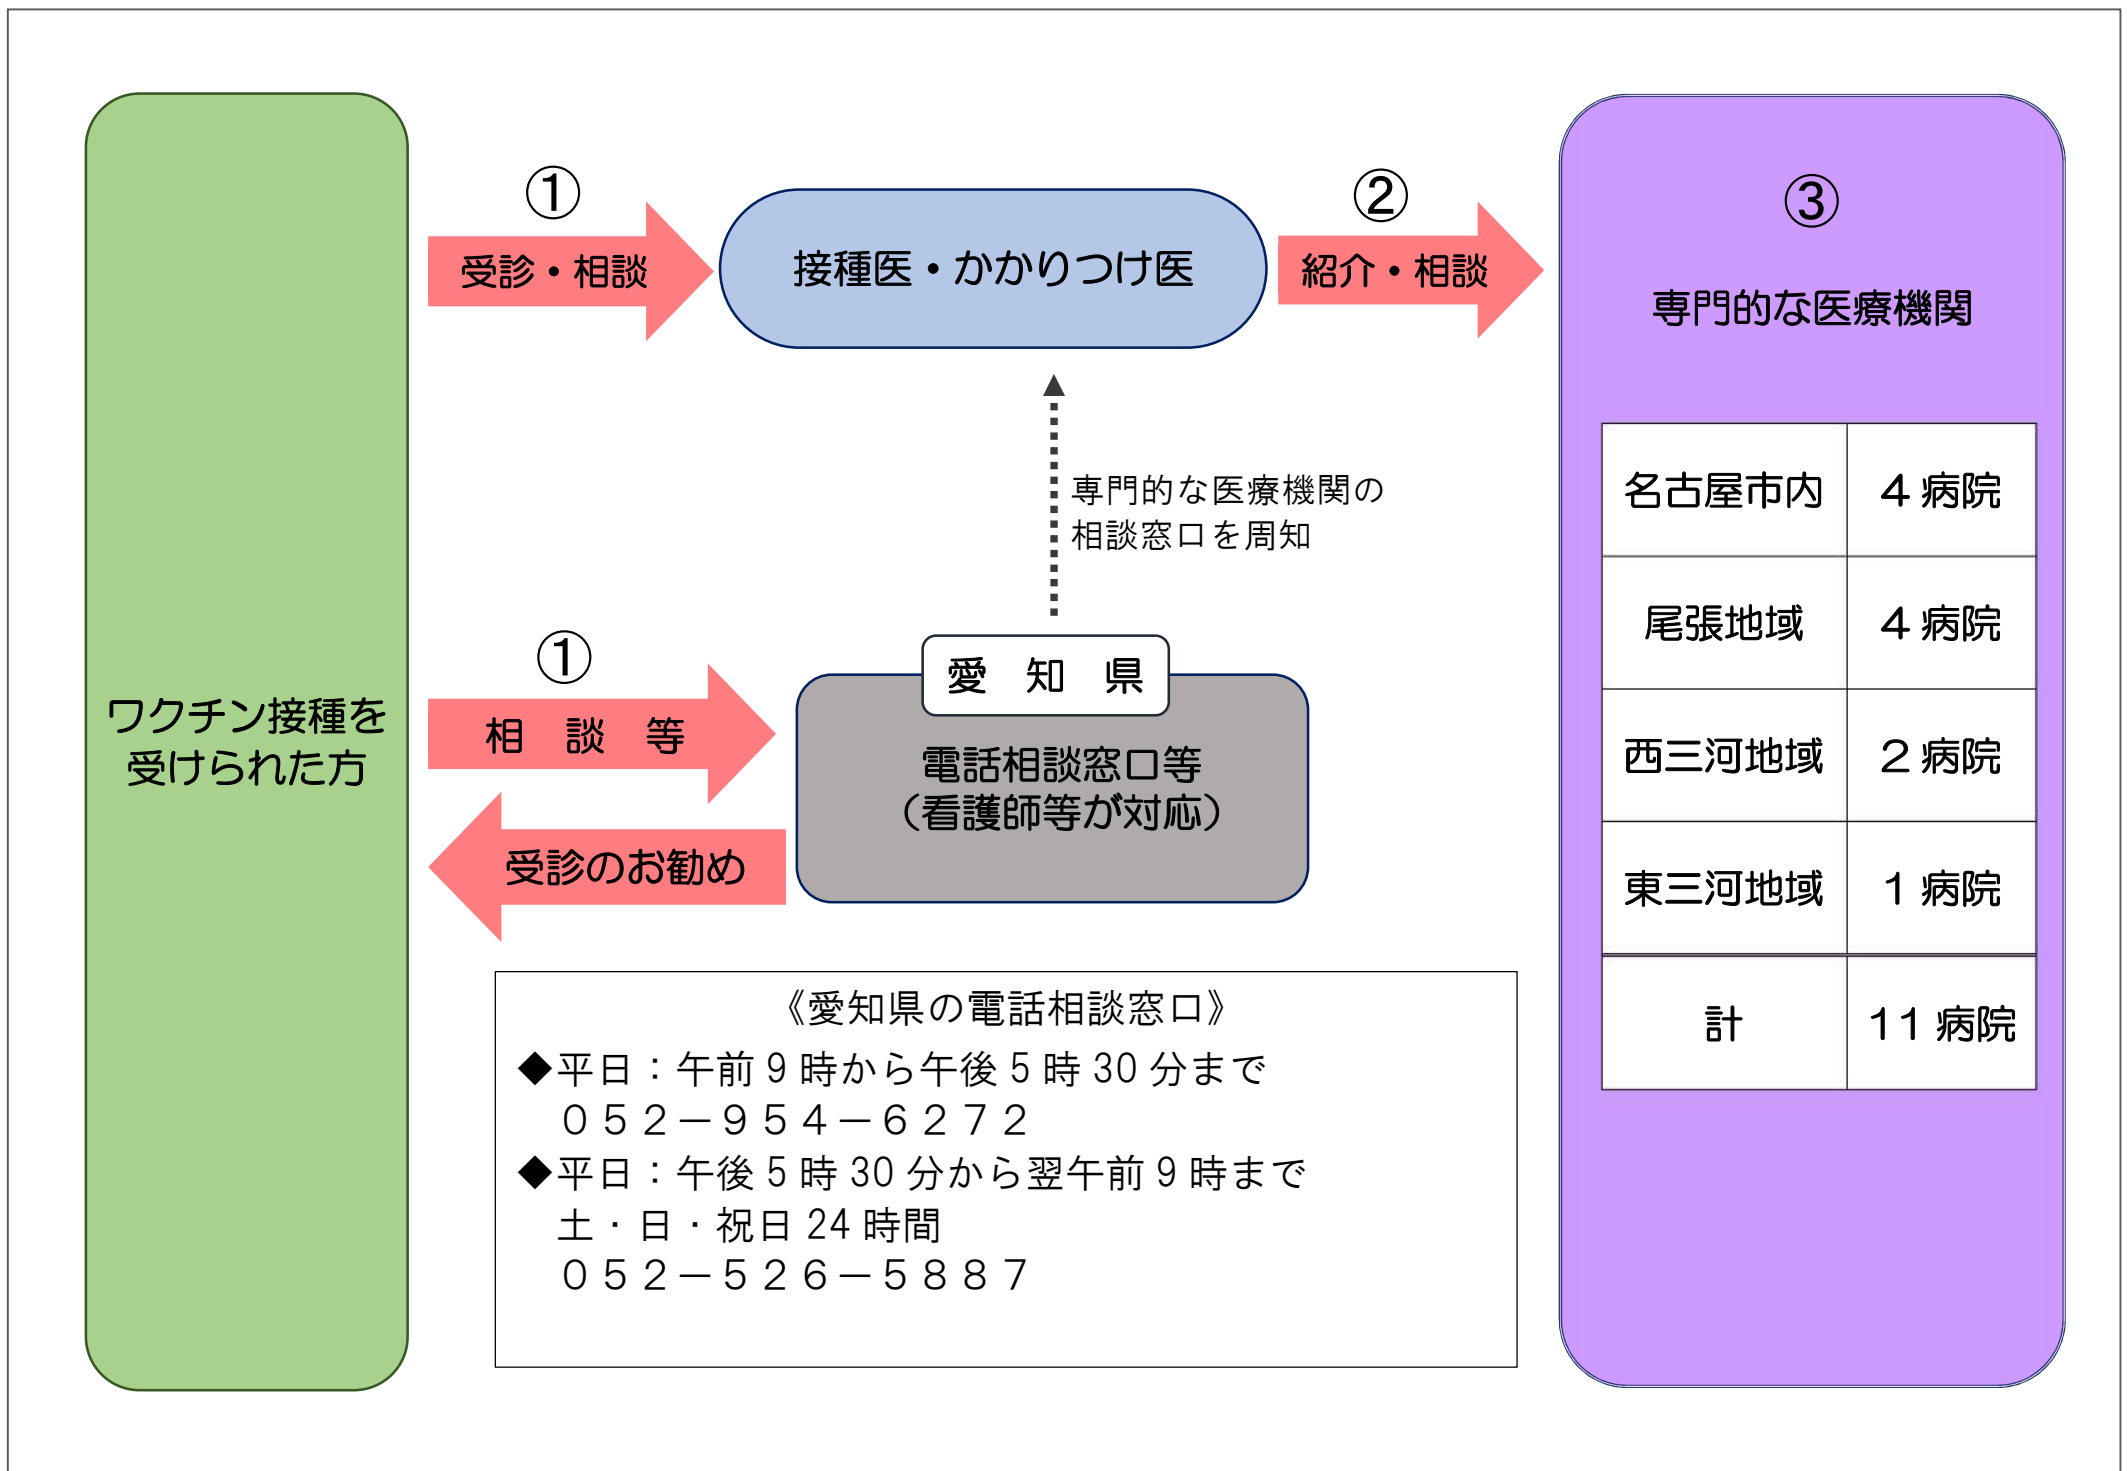 ワクチン接種を
受けられた方
①
受診・相談
接種医・かかりつけ医
②
紹介・相談
専門的な医療機関の
相談窓口を周知
①
相　談　等
愛　知　県
電話相談窓口等
（看護師等が対応）
受診のお勧め
《愛知県の電話相談窓口》
◆平日：午前９時から午後５時 30 分まで
０５２－９５４－６２７２
◆平日：午後５時 30 分から翌午前９時まで
土・日・祝日 24 時間
０５２－５２６－５８８７
③
専門的な医療機関
名古屋市内　４病院
尾張地域　４病院
西三河地域　２病院
東三河地域　１病院
計　11 病院